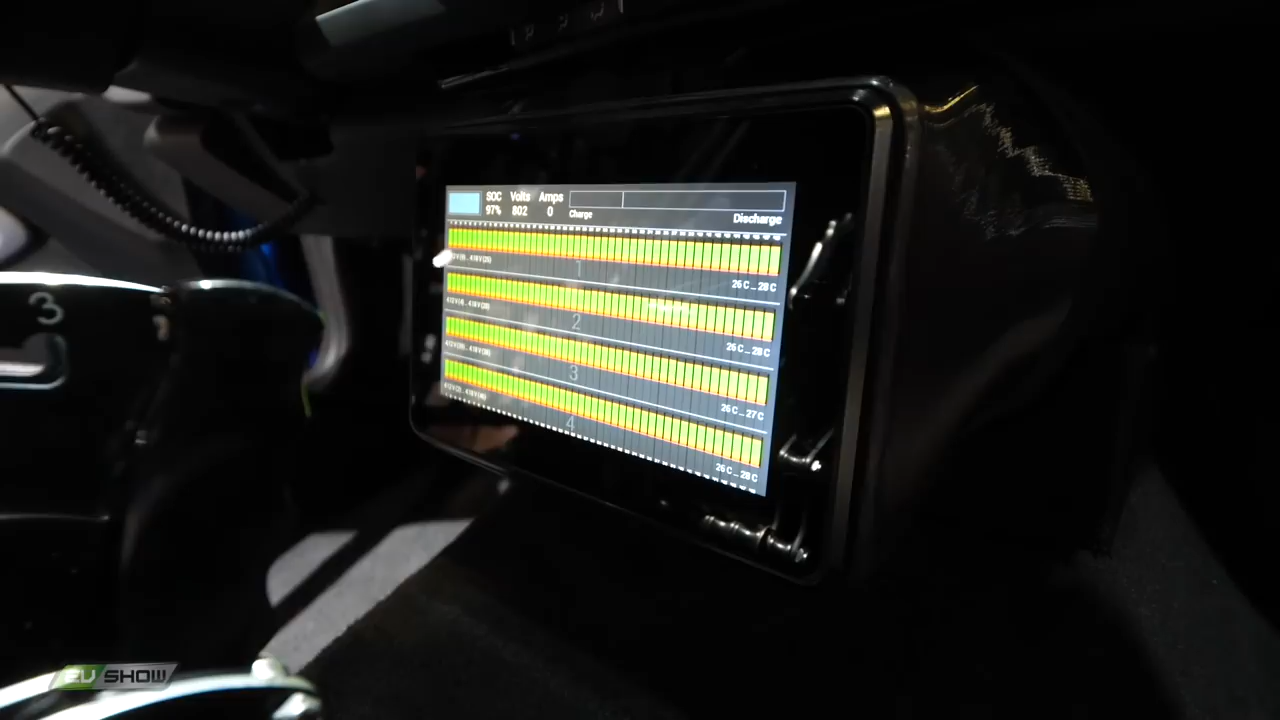 SOC Volts Amps
97% 802 0
Charge
Discharge
1
26 C ... 28 C
2
26 C ... 28 C
3
26 C ... 27 C
4
26 C ... 28 C
3
EV SHOW